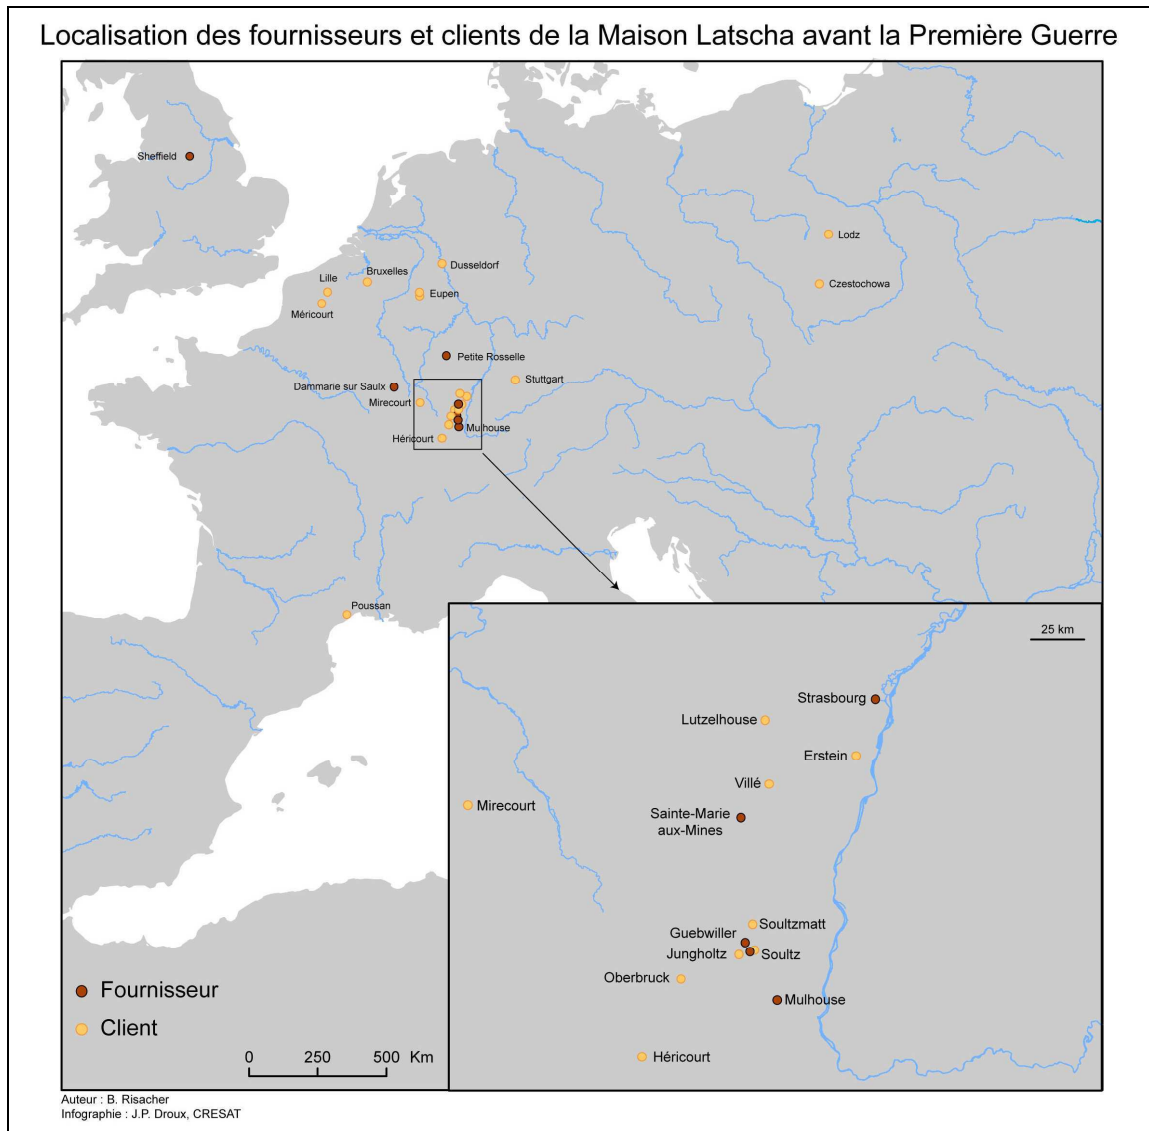 Localisation des fournisseurs et clients de la Maison Latscha avant la Première Guerre
Sheffield
Lodz
Dusseldorf
Bruxelles
Lille
Czestochowa
Eupen
Méricourt
Petite Rosselle
Stuttgart
Dammarie sur Saulx
Mirecourt
Mulhouse
Héricourt
Poussan
25 km
Strasbourg
Lutzelhouse
Erstein
Villé
Mirecourt
Sainte-Marie
aux-Mines
Soultzmatt
Guebwiller
Jungholtz
Soultz
Oberbruck
Mulhouse
Héricourt
Fournisseur
Client
0 250 500 Km
Auteur : B. Risacher
Infographie : J.P. Droux, CRESAT